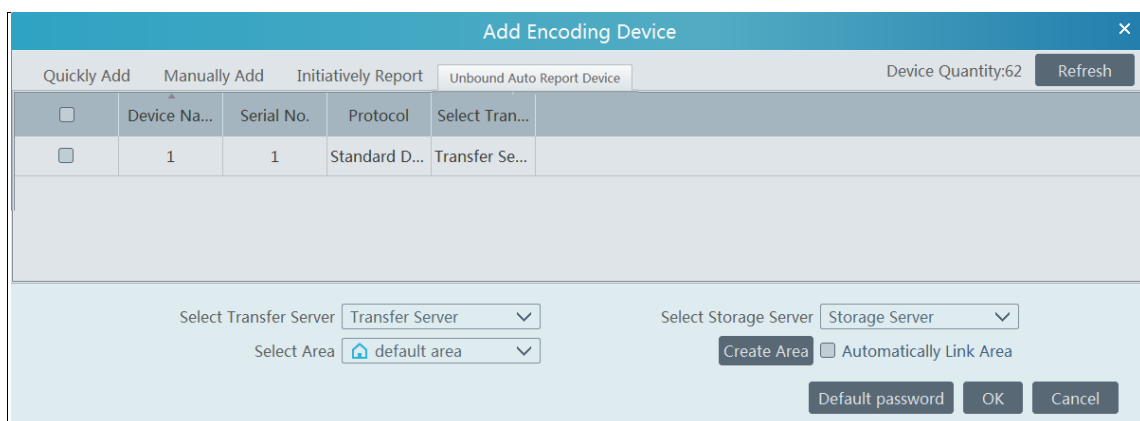 Add Encoding Device ×
Quickly Add Manually Add Initiatively Report Unbound Auto Report Device Device Quantity:62 Refresh
Device Na... Serial No. Protocol Select Tran...
1 1 Standard D... Transfer Se...
Select Transfer Server Transfer Server Select Storage Server Storage Server
Select Area default area Create Area Automatically Link Area
Default password OK Cancel